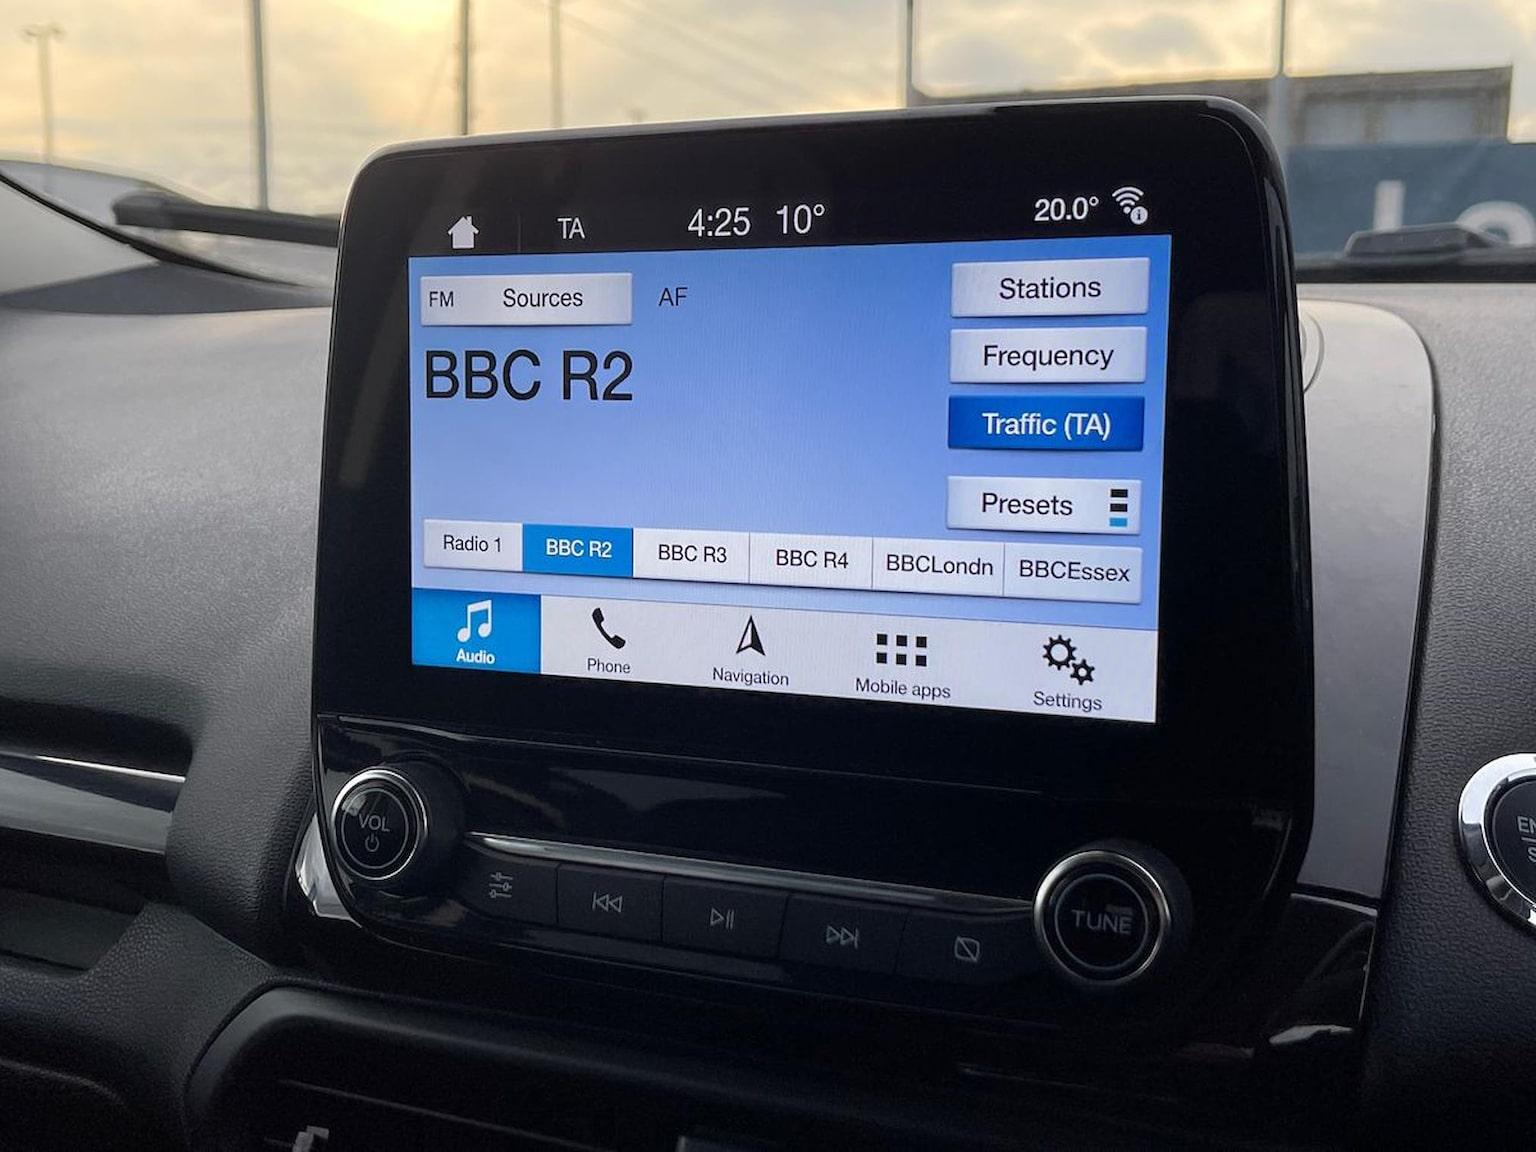 TA 4:25 10° 20.0°
FM Sources AF Stations
BBC R2
Frequency
Traffic (TA)
Presets
Radio 1 BBC R2 BBC R3 BBC R4 BBCLondn BBCEssex
Audio Phone Navigation Mobile apps Settings
VOL
TUNE